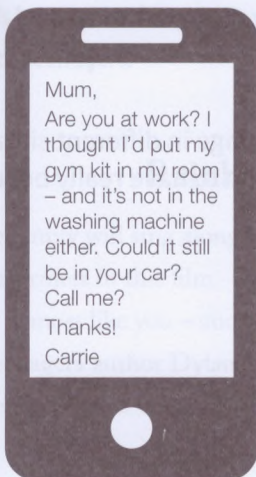 Mum,
Are you at work? I
thought I'd put my
gym kit in my room
– and it's not in the
washing machine
either. Could it still
be in your car?
Call me?
Thanks!
Carrie